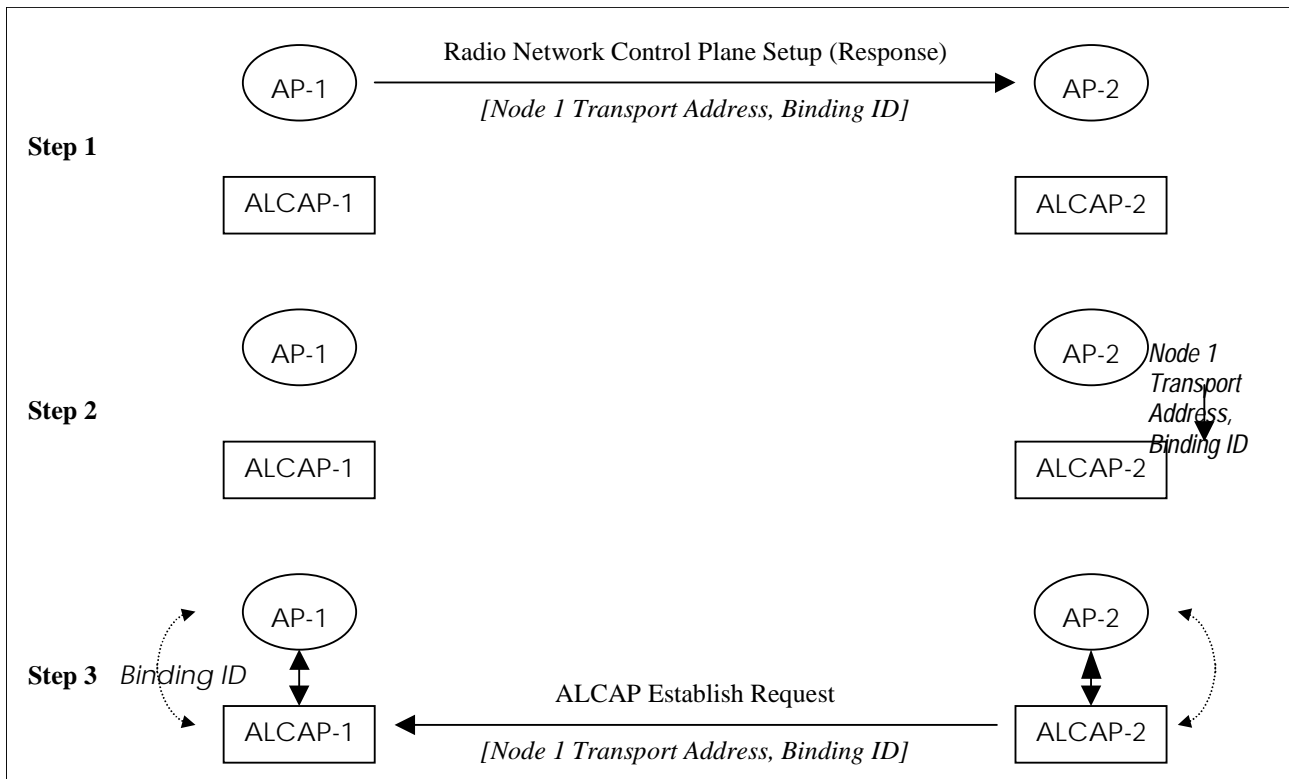 Radio Network Control Plane Setup (Response)
AP-1
AP-2
[Node 1 Transport Address, Binding ID]
Step 1
ALCAP-1
ALCAP-2
AP-1
AP-2
Node 1
Transport
Address,
Binding ID
Step 2
ALCAP-1
ALCAP-2
AP-1
AP-2
Step 3
Binding ID
ALCAP Establish Request
ALCAP-1
ALCAP-2
[Node 1 Transport Address, Binding ID]